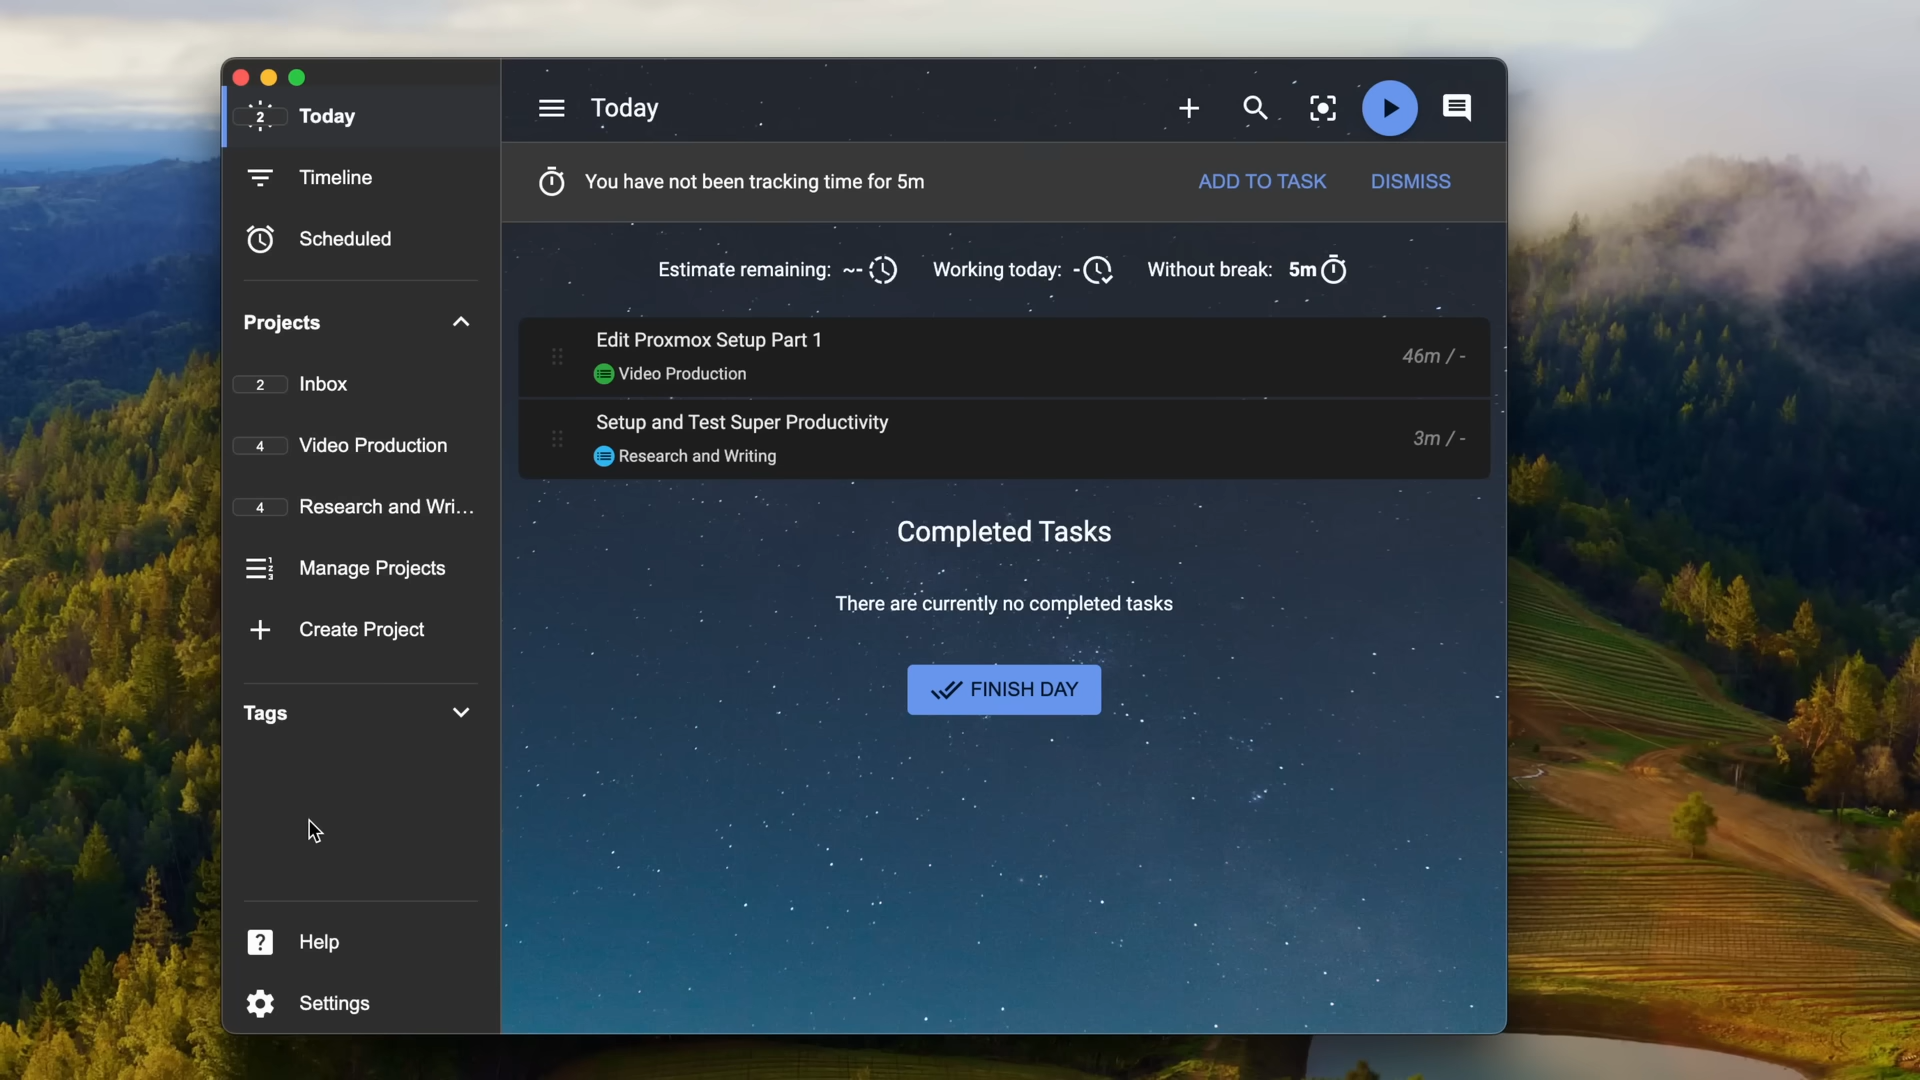 2 Today
Timeline
Scheduled
Projects
2 Inbox
4 Video Production
4 Research and Wri...
Manage Projects
Create Project
Tags
Help
Settings
Today
You have not been tracking time for 5m ADD TO TASK DISMISS
Estimate remaining: ~- Working today: - Without break: 5m
Edit Proxmox Setup Part 1
Video Production
46m / -
Setup and Test Super Productivity
Research and Writing
3m / -
Completed Tasks
There are currently no completed tasks
FINISH DAY